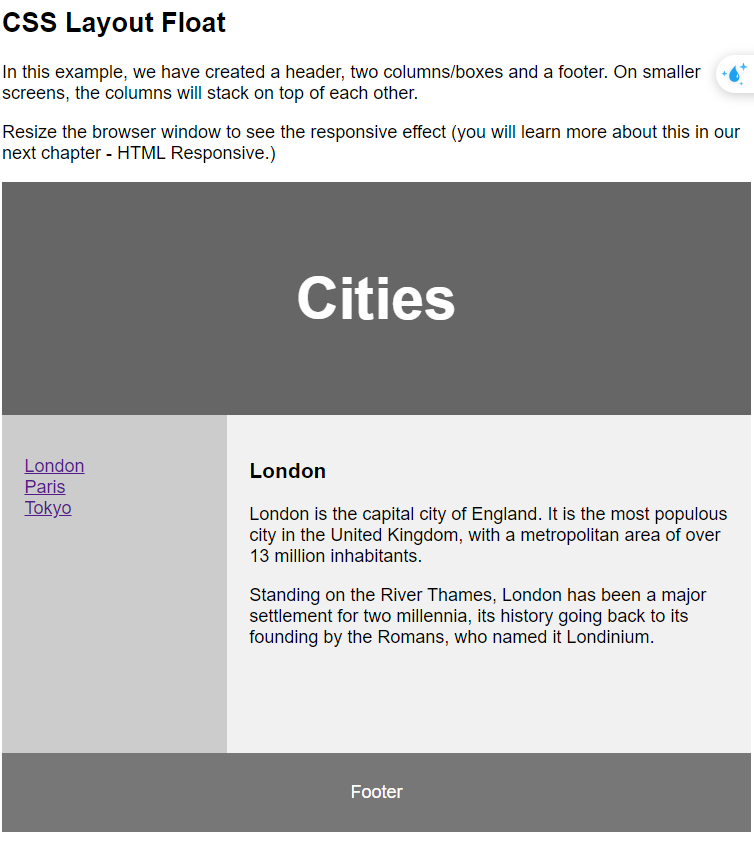 CSS Layout Float
In this example, we have created a header, two columns/boxes and a footer. On smaller
screens, the columns will stack on top of each other.
Resize the browser window to see the responsive effect (you will learn more about this in our
next chapter - HTML Responsive.)
Cities
London
Paris
Tokyo
London
London is the capital city of England. It is the most populous
city in the United Kingdom, with a metropolitan area of over
13 million inhabitants.
Standing on the River Thames, London has been a major
settlement for two millennia, its history going back to its
founding by the Romans, who named it Londinium.
Footer